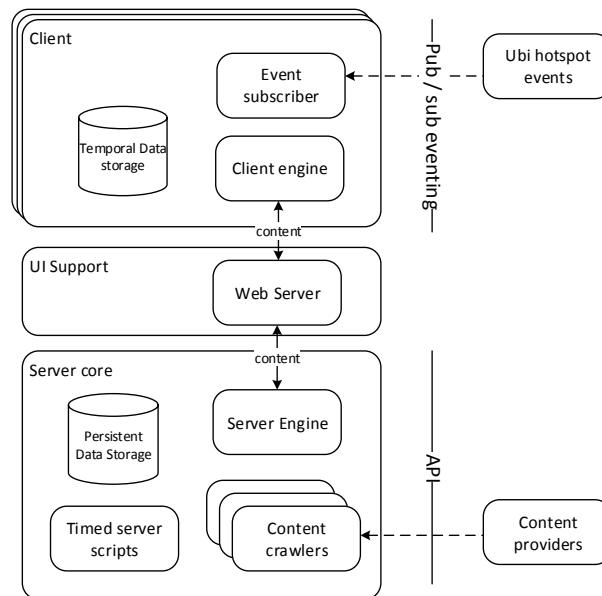 Client
Event
subscriber
Temporal Data
storage
Client engine
content
UI Support
Web Server
content
Server core
Persistent
Data Storage
Server Engine
Timed server
scripts
Content
crawlers
Pub / sub eventing
Ubi hotspot
events
API
Content
providers